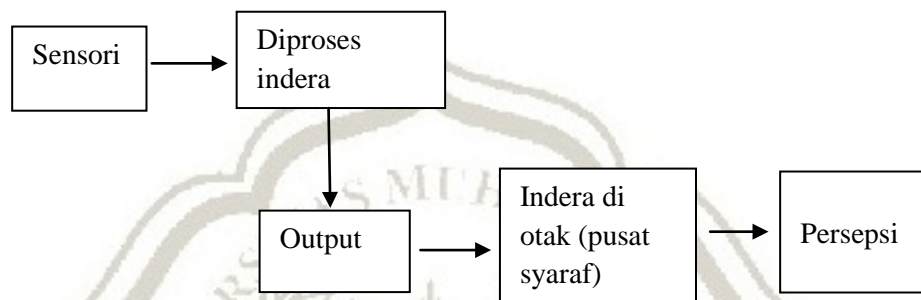 Sensori
Diproses
indera
Output
Indera di
otak (pusat
syaraf)
Persepsi